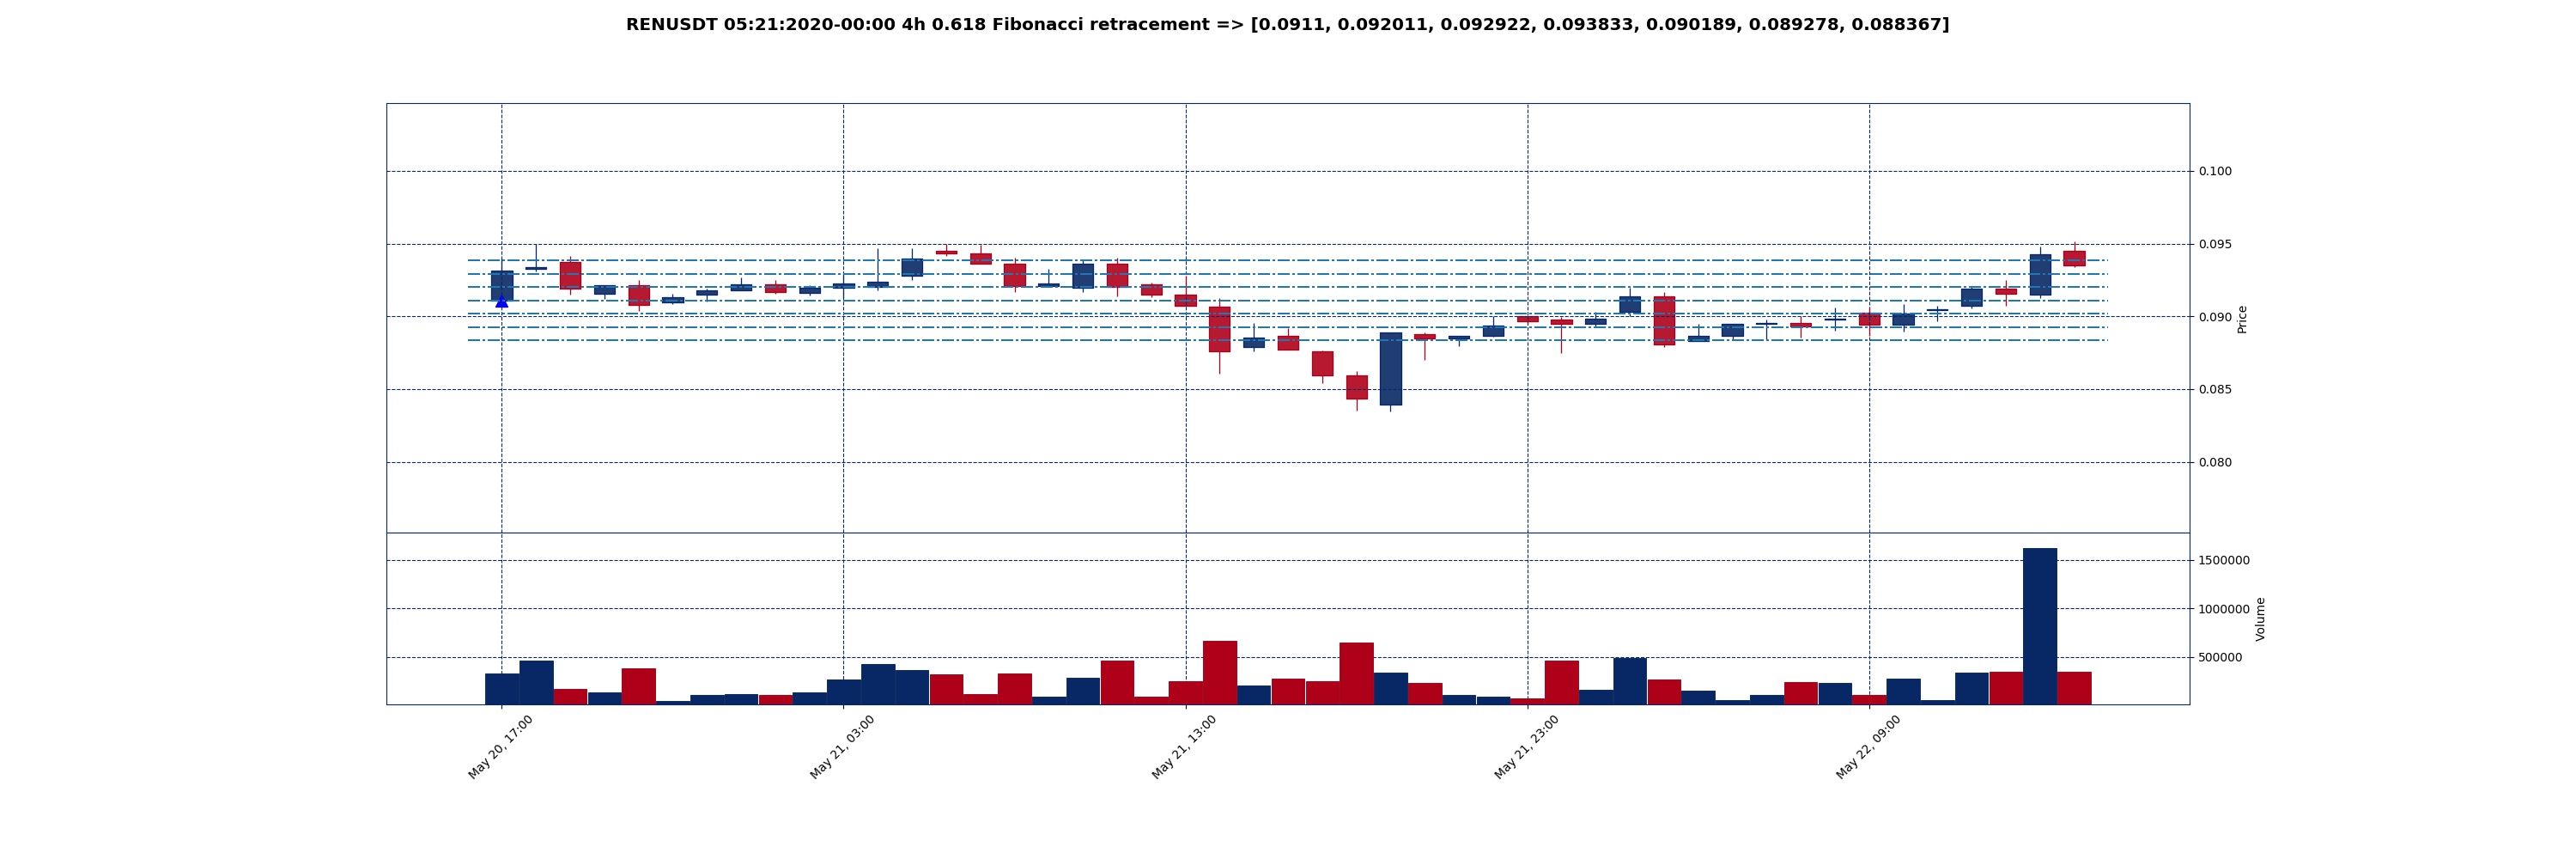 RENUSDT 05:21:2020-00:00 4h 0.618 Fibonacci retracement => [0.0911, 0.092011, 0.092922, 0.093833, 0.090189, 0.089278, 0.088367]
0.100
0.095
0.090
0.085
0.080
Price
1500000
1000000
500000
Volume
May 20, 17:00
May 21, 03:00
May 21, 13:00
May 21, 23:00
May 22, 09:00